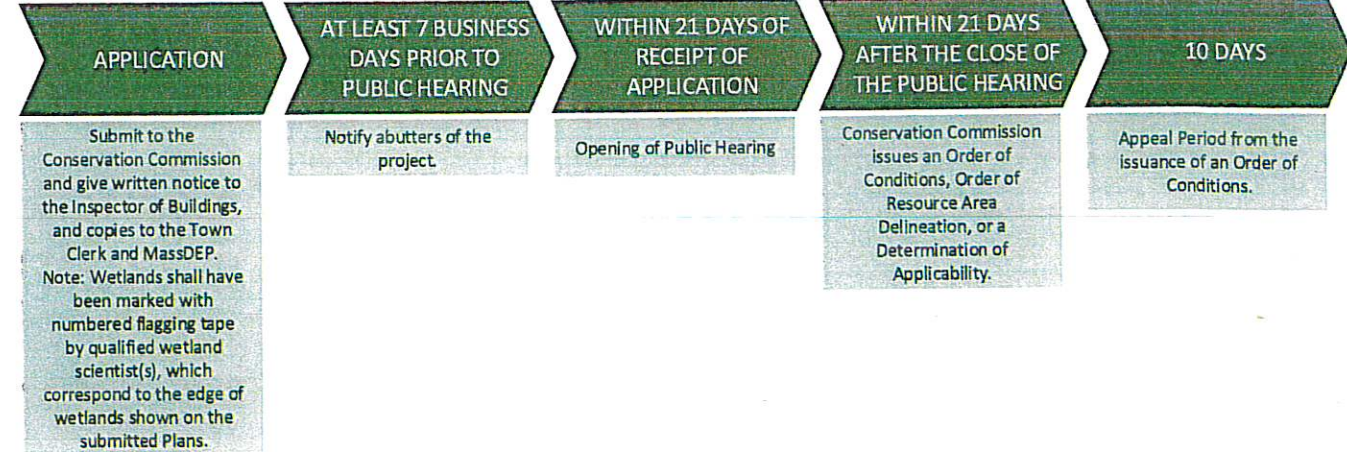 APPLICATION
AT LEAST 7 BUSINESS
DAYS PRIOR TO
PUBLIC HEARING
WITHIN 21 DAYS OF
RECEIPT OF
APPLICATION
WITHIN 21 DAYS
AFTER THE CLOSE OF
THE PUBLIC HEARING
10 DAYS
Submit to the
Conservation Commission
and give written notice to
the Inspector of Buildings,
and copies to the Town
Clerk and MassDEP.
Note: Wetlands shall have
been marked with
numbered flagging tape
by qualified wetland
scientist(s), which
correspond to the edge of
wetlands shown on the
submitted Plans.
Notify abutters of the
project.
Opening of Public Hearing
Conservation Commission
issues an Order of
Conditions, Order of
Resource Area
Delineation, or a
Determination of
Applicability.
Appeal Period from the
issuance of an Order of
Conditions.